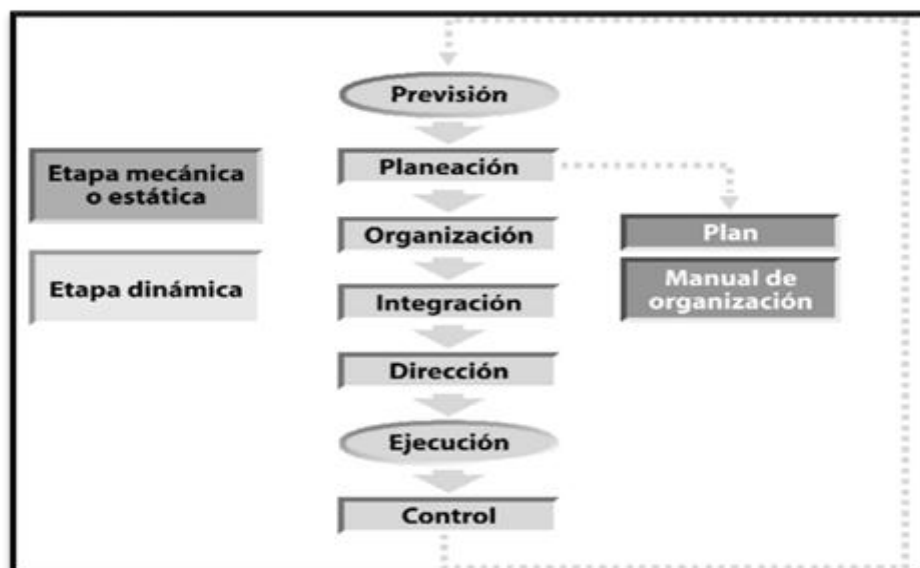 Previsión
Etapa mecánica
o estática
Planeación
Organización
Plan
Etapa dinámica
Integración
Manual de
organización
Dirección
Ejecución
Control